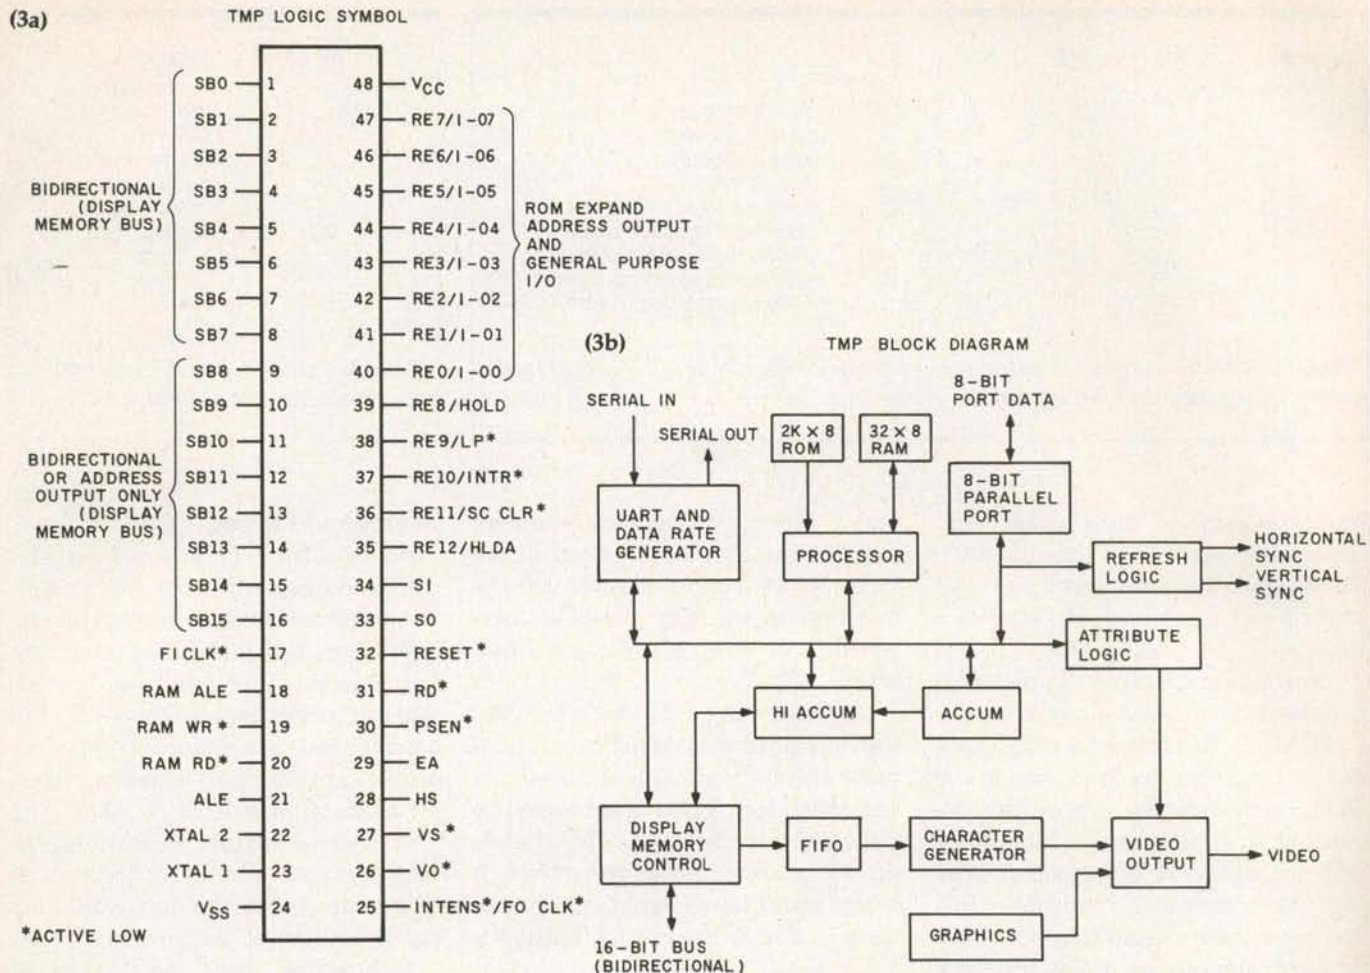 (3a)
TMP LOGIC SYMBOL
SB0 1 48 VCC
SB1 2 47 RE7/I-07
SB2 3 46 RE6/I-06
SB3 4 45 RE5/I-05
SB4 5 44 RE4/I-04
SB5 6 43 RE3/I-03
SB6 7 42 RE2/I-02
SB7 8 41 RE1/I-01
SB8 9 40 RE0/I-00
SB9 10 39 RE8/HOLD
SB10 11 38 RE9/LP*
SB11 12 37 RE10/INTR*
SB12 13 36 RE11/SC CLR*
SB13 14 35 RE12/HLDA
SB14 15 34 SI
SB15 16 33 SO
FICLK* 17 32 RESET*
RAM ALE 18 31 RD*
RAM WR* 19 30 PSEN*
RAM RD* 20 29 EA
ALE 21 28 HS
XTAL 2 22 27 VS*
XTAL 1 23 26 VO*
VSS 24 25 INTENS*/FO CLK*
BIDIRECTIONAL
(DISPLAY
MEMORY BUS)
BIDIRECTIONAL
OR ADDRESS
OUTPUT ONLY
(DISPLAY
MEMORY BUS)
ROM EXPAND
ADDRESS OUTPUT
AND
GENERAL PURPOSE
I/O
*ACTIVE LOW
(3b)
TMP BLOCK DIAGRAM
SERIAL IN
SERIAL OUT
2K × 8
ROM
32 × 8
RAM
8-BIT
PORT DATA
8-BIT
PARALLEL
PORT
UART AND
DATA RATE
GENERATOR
PROCESSOR
REFRESH
LOGIC
HORIZONTAL
SYNC
VERTICAL
SYNC
ATTRIBUTE
LOGIC
HI ACCUM
ACCUM
DISPLAY
MEMORY
CONTROL
FIFO
CHARACTER
GENERATOR
VIDEO
OUTPUT
VIDEO
GRAPHICS
16-BIT BUS
(BIDIRECTIONAL)